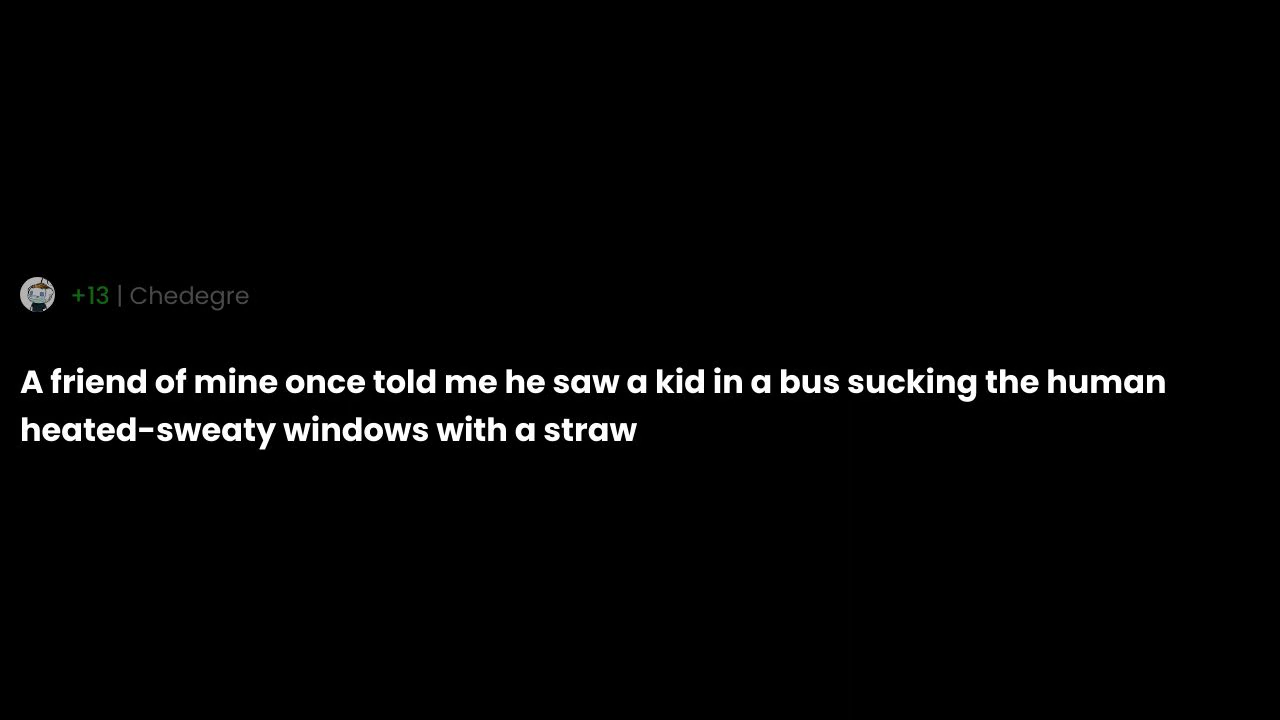 +13 | Chedegre
A friend of mine once told me he saw a kid in a bus sucking the human
heated-sweaty windows with a straw